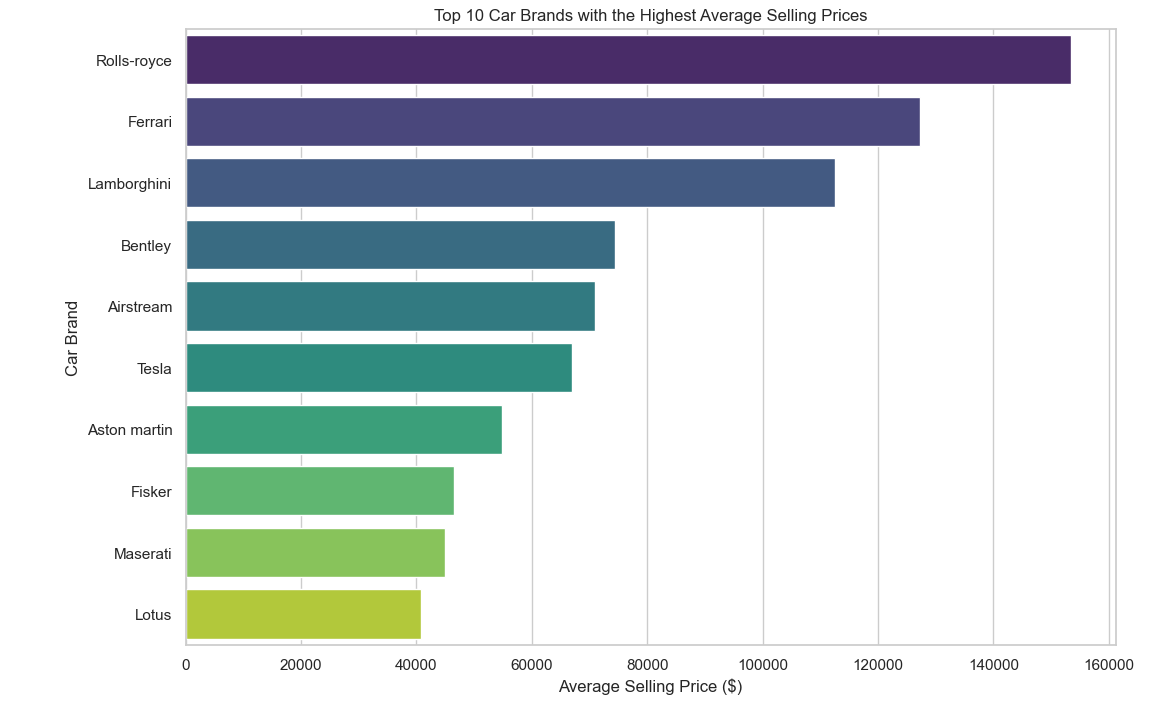 Top 10 Car Brands with the Highest Average Selling Prices
Car Brand
Rolls-royce
Ferrari
Lamborghini
Bentley
Airstream
Tesla
Aston martin
Fisker
Maserati
Lotus
0 20000 40000 60000 80000 100000 120000 140000 160000
Average Selling Price ($)